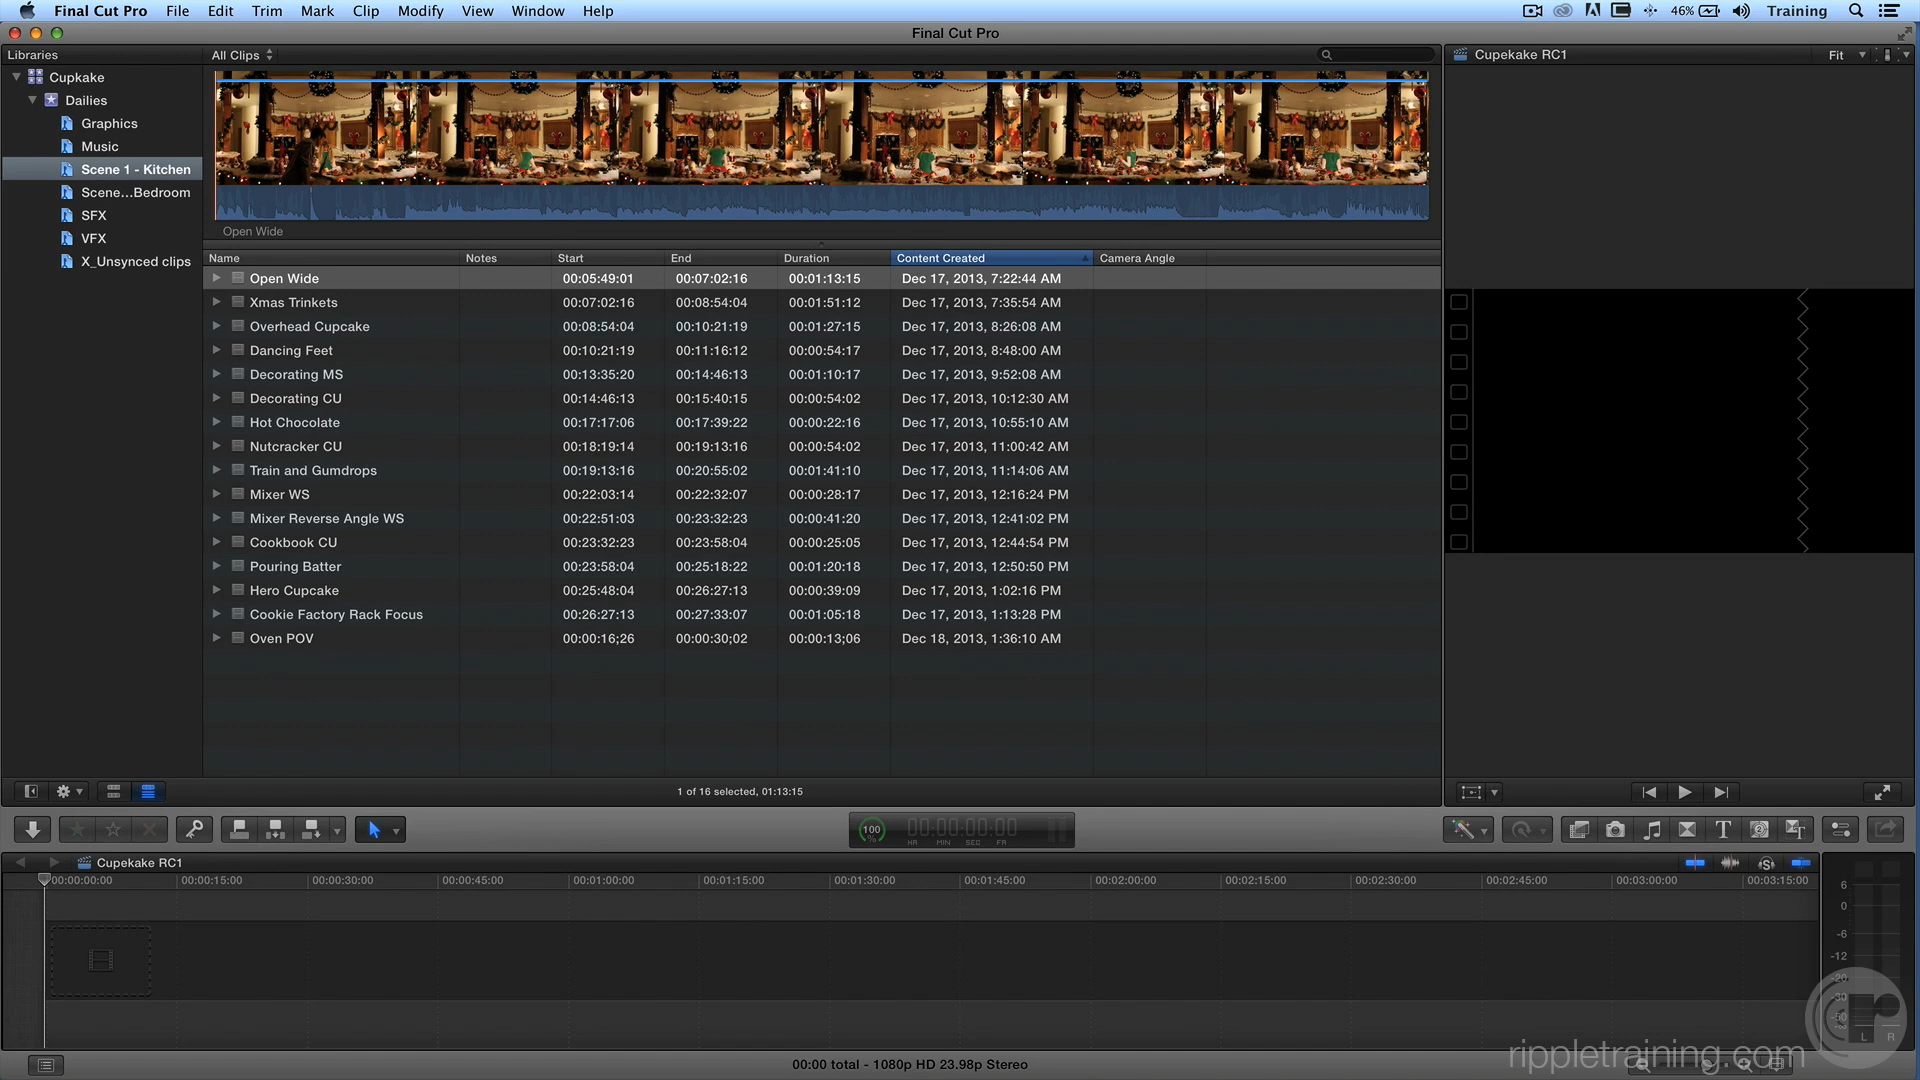 Final Cut Pro File Edit Trim Mark Clip Modify View Window Help 46% Training
Final Cut Pro
Libraries All Clips Cupekake RC1 Fit
Cupkake
Dailies
Graphics
Music
Scene 1 - Kitchen
Scene...Bedroom
SFX
VFX
X_Unsynced clips
Open Wide
Name Notes Start End Duration Content Created Camera Angle
Open Wide 00:05:49:01 00:07:02:16 00:01:13:15 Dec 17, 2013, 7:22:44 AM
Xmas Trinkets 00:07:02:16 00:08:54:04 00:01:51:12 Dec 17, 2013, 7:35:54 AM
Overhead Cupcake 00:08:54:04 00:10:21:19 00:01:27:15 Dec 17, 2013, 8:26:08 AM
Dancing Feet 00:10:21:19 00:11:16:12 00:00:54:17 Dec 17, 2013, 8:48:00 AM
Decorating MS 00:13:35:20 00:14:46:13 00:01:10:17 Dec 17, 2013, 9:52:08 AM
Decorating CU 00:14:46:13 00:15:40:15 00:00:54:02 Dec 17, 2013, 10:12:30 AM
Hot Chocolate 00:17:17:06 00:17:39:22 00:00:22:16 Dec 17, 2013, 10:55:10 AM
Nutcracker CU 00:18:19:14 00:19:13:16 00:00:54:02 Dec 17, 2013, 11:00:42 AM
Train and Gumdrops 00:19:13:16 00:20:55:02 00:01:41:10 Dec 17, 2013, 11:14:06 AM
Mixer WS 00:22:03:14 00:22:32:07 00:00:28:17 Dec 17, 2013, 12:16:24 PM
Mixer Reverse Angle WS 00:22:51:03 00:23:32:23 00:00:41:20 Dec 17, 2013, 12:41:02 PM
Cookbook CU 00:23:32:23 00:23:58:04 00:00:25:05 Dec 17, 2013, 12:44:54 PM
Pouring Batter 00:23:58:04 00:25:18:22 00:01:20:18 Dec 17, 2013, 12:50:50 PM
Hero Cupcake 00:25:48:04 00:26:27:13 00:00:39:09 Dec 17, 2013, 1:02:16 PM
Cookie Factory Rack Focus 00:26:27:13 00:27:33:07 00:01:05:18 Dec 17, 2013, 1:13:28 PM
Oven POV 00:00:16;26 00:00:30;02 00:00:13;06 Dec 18, 2013, 1:36:10 AM
1 of 16 selected, 01:13:15
100 % 00:00:00:00
HR MIN SEC FR
Cupekake RC1
00:00:00:00 00:00:15:00 00:00:30:00 00:00:45:00 00:01:00:00 00:01:15:00 00:01:30:00 00:01:45:00 00:02:00:00 00:02:15:00 00:02:30:00 00:02:45:00 00:03:00:00 00:03:15:00
6
0
-6
-12
-20
-30
L R
00:00 total - 1080p HD 23.98p Stereo
rippletraining.com